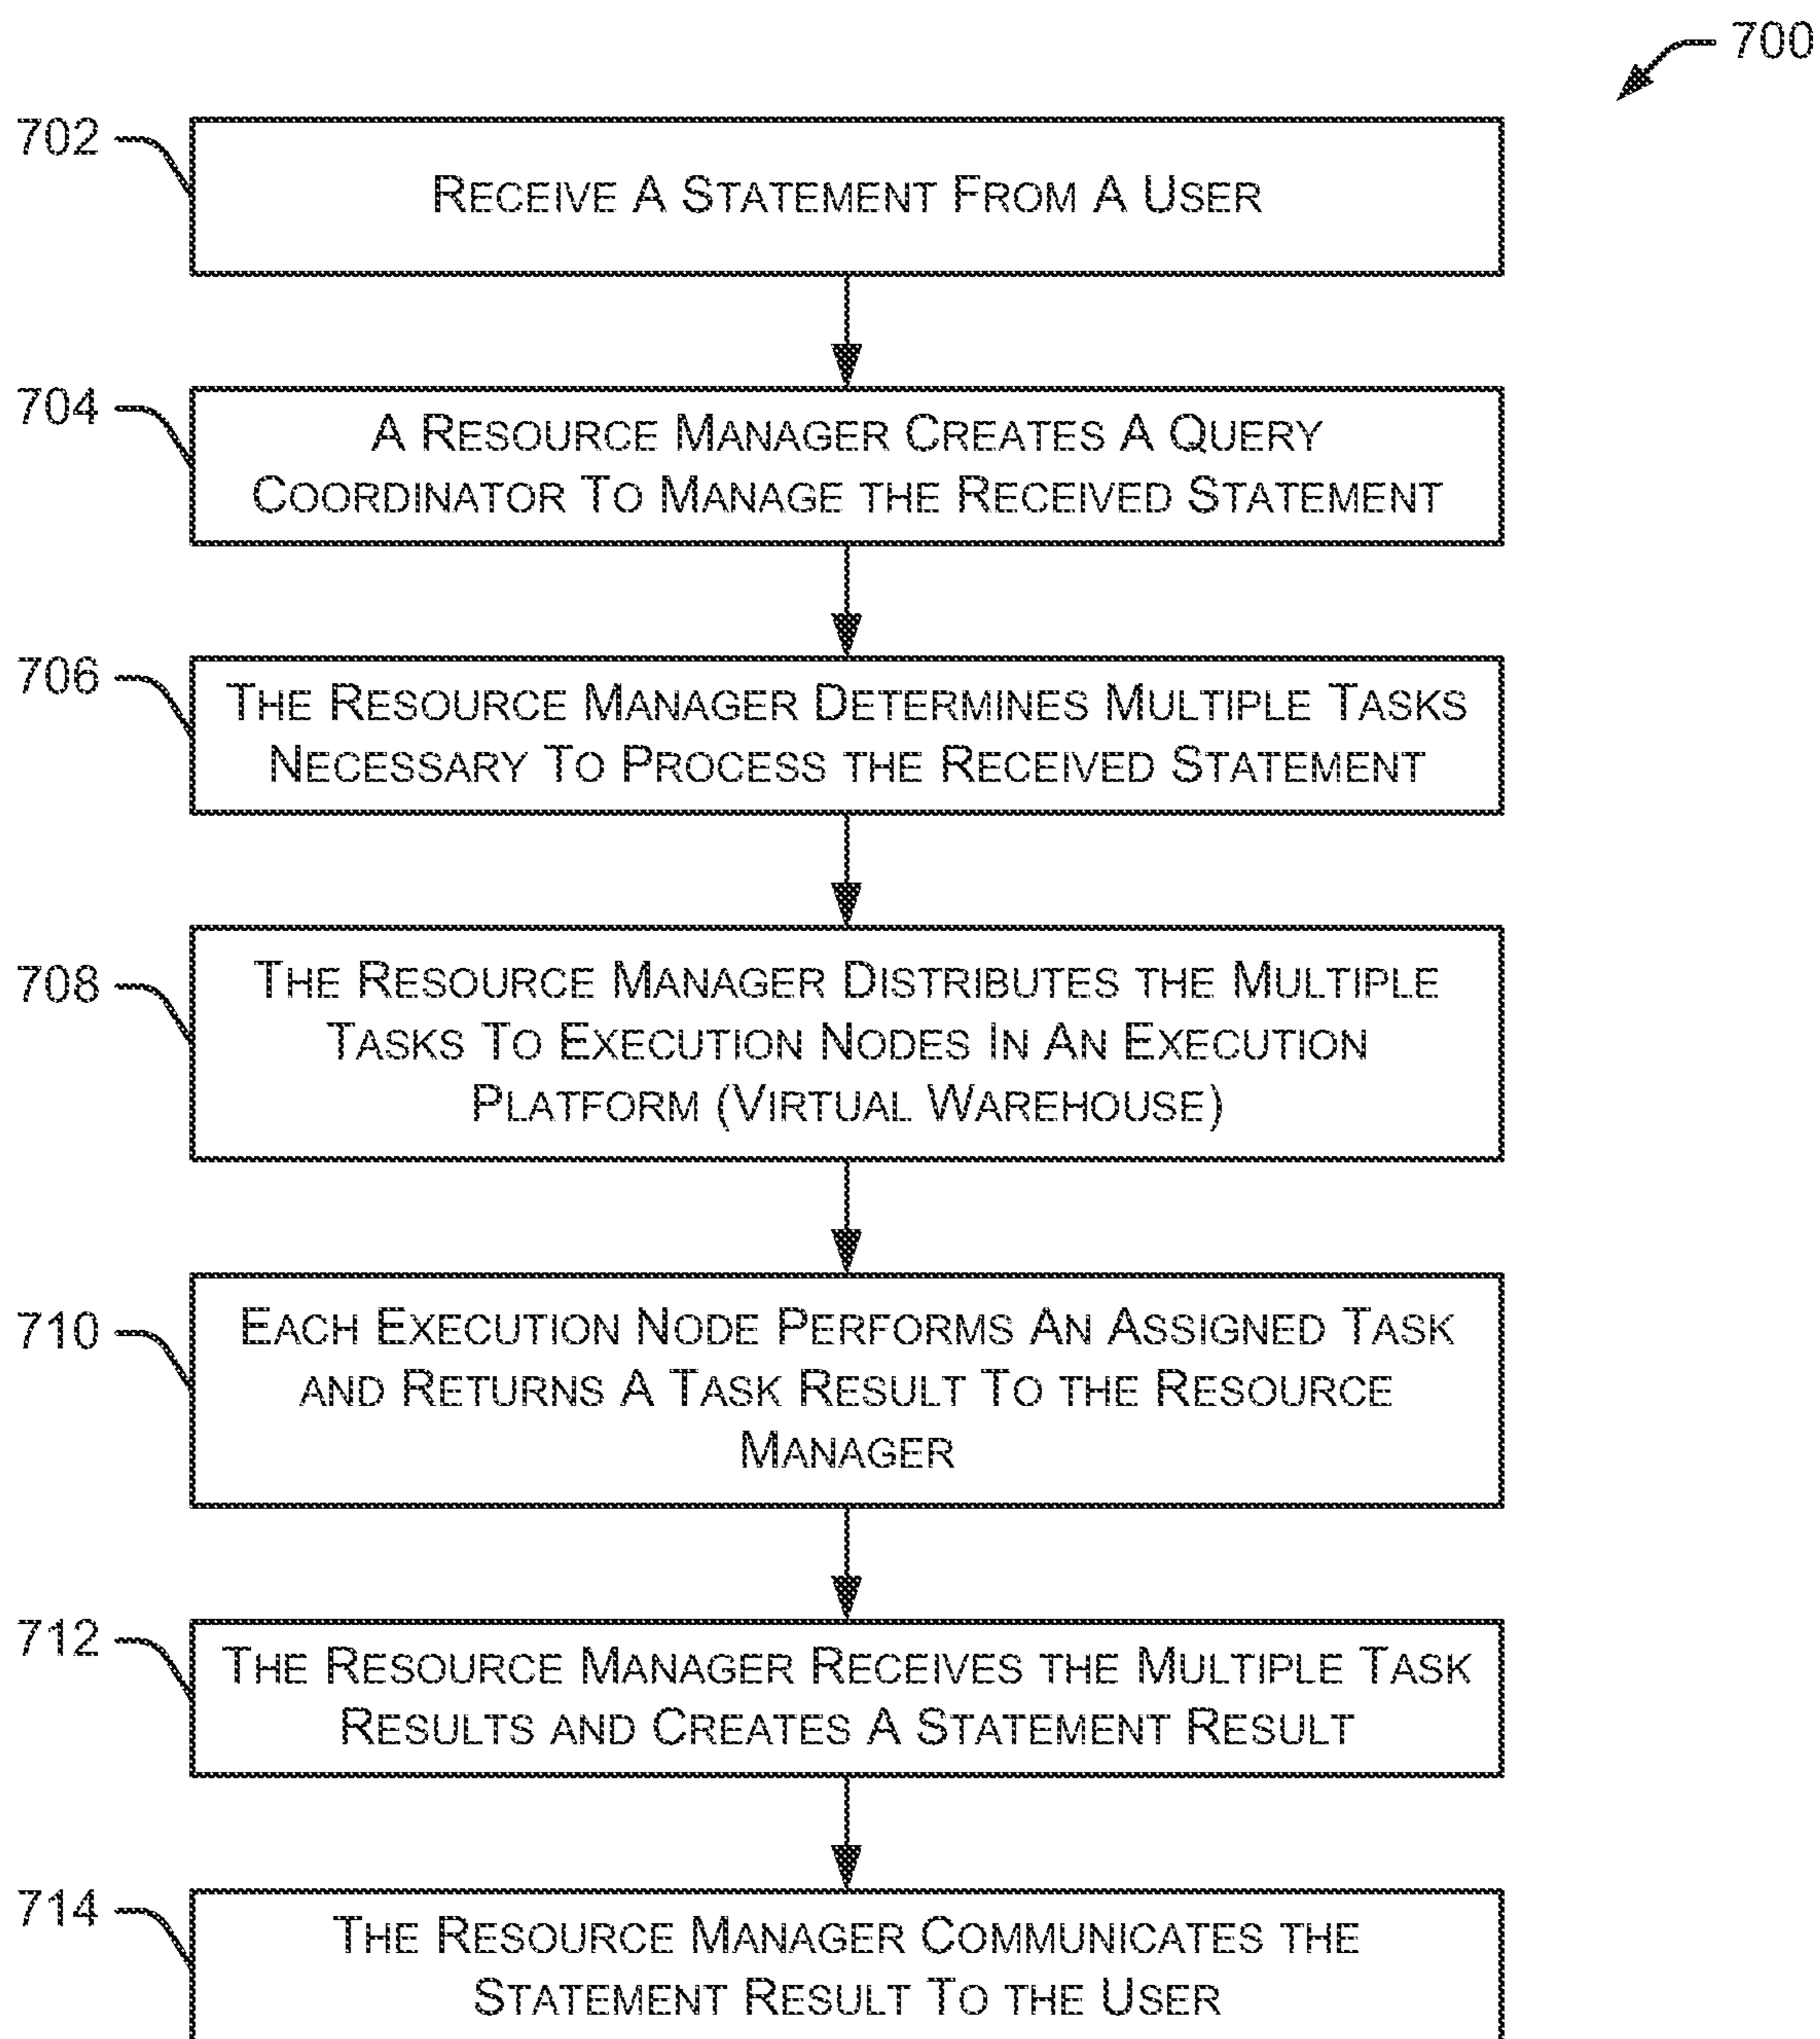 700
702
RECEIVE A STATEMENT FROM A USER
704
A RESOURCE MANAGER CREATES A QUERY
COORDINATOR TO MANAGE THE RECEIVED STATEMENT
706
THE RESOURCE MANAGER DETERMINES MULTIPLE TASKS
NECESSARY TO PROCESS THE RECEIVED STATEMENT
708
THE RESOURCE MANAGER DISTRIBUTES THE MULTIPLE
TASKS TO EXECUTION NODES IN AN EXECUTION
PLATFORM (VIRTUAL WAREHOUSE)
710
EACH EXECUTION NODE PERFORMS AN ASSIGNED TASK
AND RETURNS A TASK RESULT TO THE RESOURCE
MANAGER
712
THE RESOURCE MANAGER RECEIVES THE MULTIPLE TASK
RESULTS AND CREATES A STATEMENT RESULT
714
THE RESOURCE MANAGER COMMUNICATES THE
STATEMENT RESULT TO THE USER